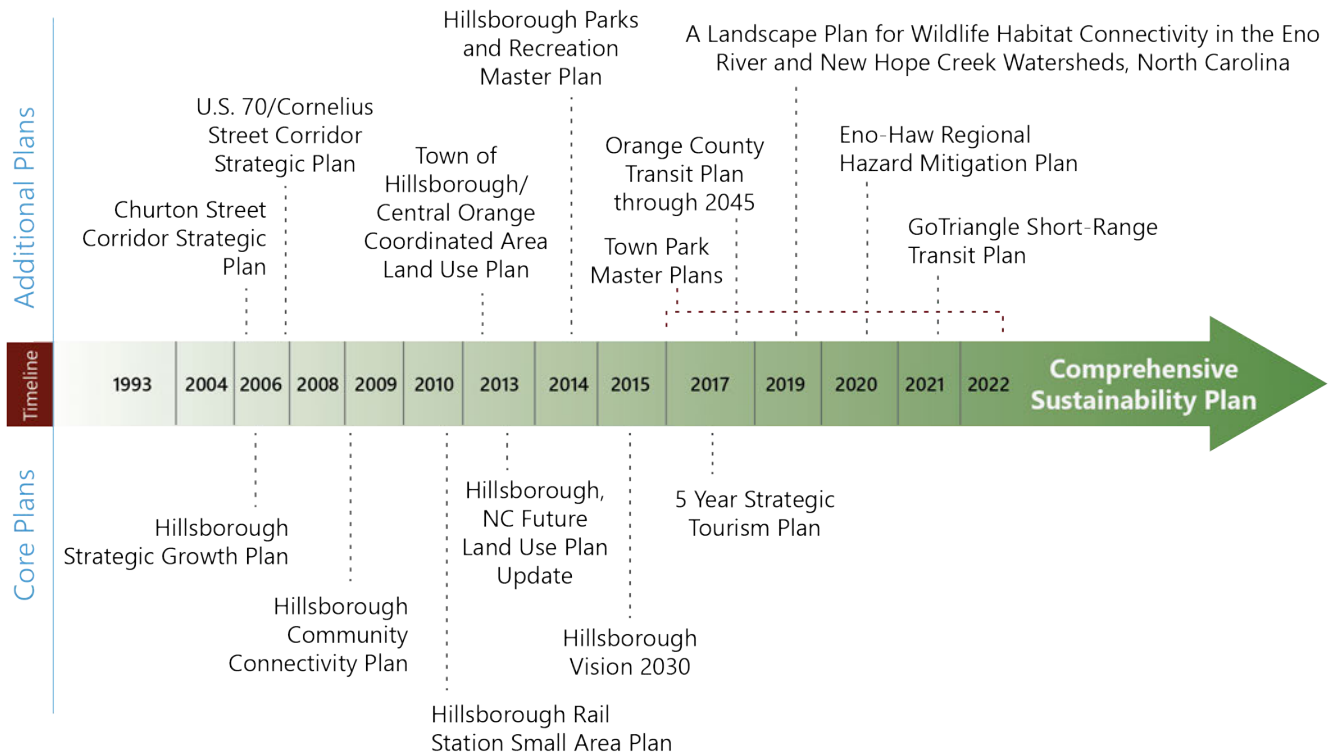 Additional Plans
Hillsborough Parks
and Recreation
Master Plan
A Landscape Plan for Wildlife Habitat Connectivity in the Eno
River and New Hope Creek Watersheds, North Carolina
U.S. 70/Cornelius
Street Corridor
Strategic Plan
Town of
Hillsborough/
Central Orange
Coordinated Area
Land Use Plan
Orange County
Transit Plan
through 2045
Eno-Haw Regional
Hazard Mitigation Plan
Churton Street
Corridor Strategic
Plan
Town Park
Master Plans
GoTriangle Short-Range
Transit Plan
Timeline
1993
2004
2006
2008
2009
2010
2013
2014
2015
2017
2019
2020
2021
2022
Comprehensive
Sustainability Plan
Core Plans
Hillsborough
Strategic Growth Plan
Hillsborough
Community
Connectivity Plan
Hillsborough Rail
Station Small Area Plan
Hillsborough,
NC Future
Land Use Plan
Update
Hillsborough
Vision 2030
5 Year Strategic
Tourism Plan